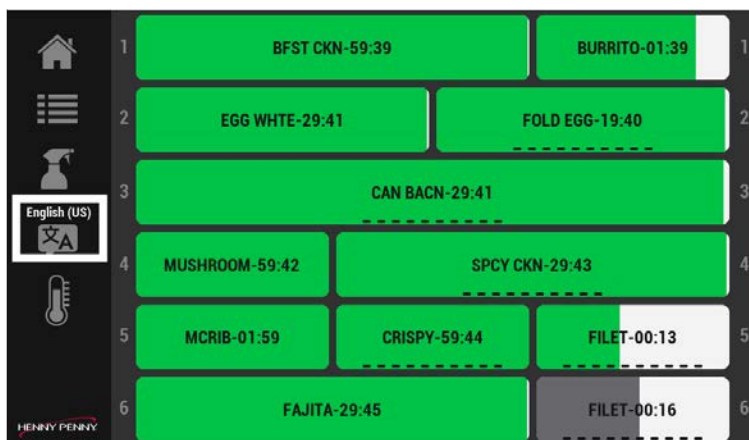 1 BFST CKN-59:39 BURRITO-01:39 1
2 EGG WHTE-29:41 FOLD EGG-19:40 2
3 CAN BACN-29:41 3
English (US)
文A
4 MUSHROOM-59:42 SPCY CKN-29:43 4
5 MCRIB-01:59 CRISPY-59:44 FILET-00:13 5
6 FAJITA-29:45 FILET-00:16 6
HENNY PENNY